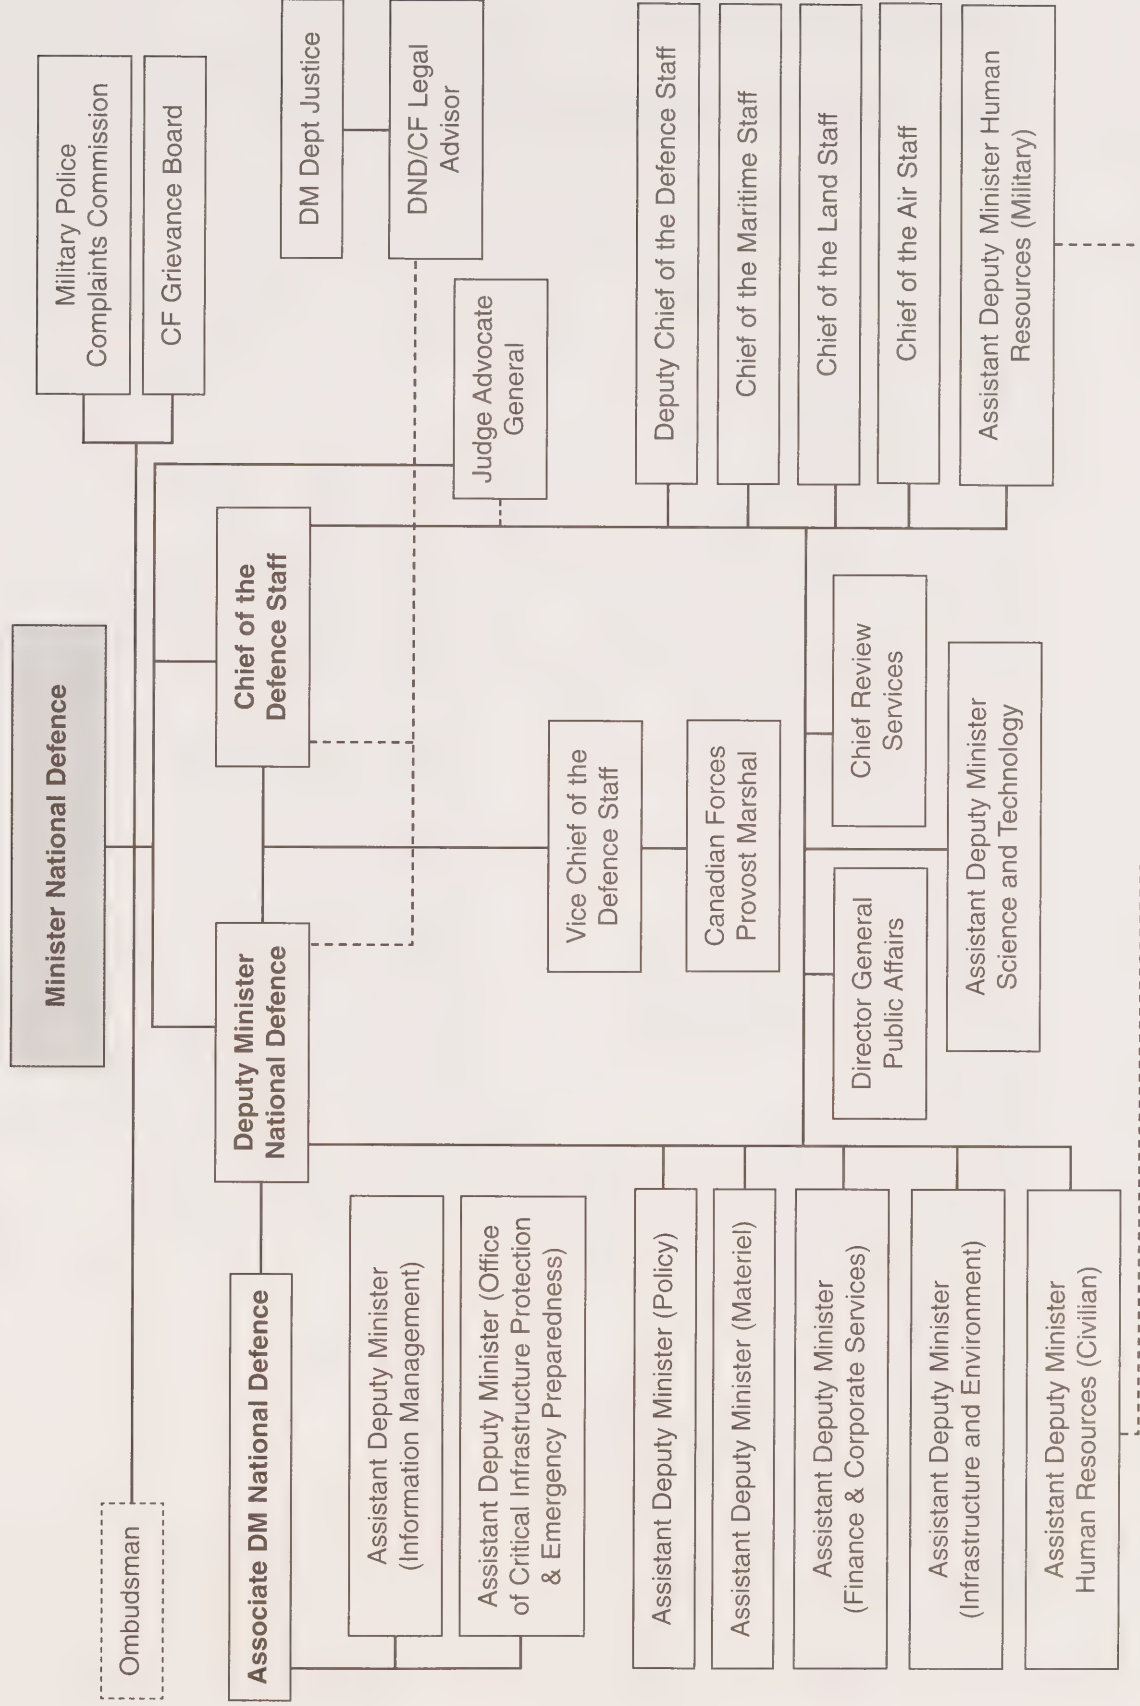 Minister National Defence
Ombudsman
Military Police
Complaints Commission
CF Grievance Board
Associate DM National Defence
Deputy Minister
National Defence
Chief of the
Defence Staff
DM Dept Justice
DND/CF Legal
Advisor
Judge Advocate
General
Assistant Deputy Minister
(Information Management)
Assistant Deputy Minister (Office
of Critical Infrastructure Protection
& Emergency Preparedness)
Vice Chief of the
Defence Staff
Canadian Forces
Provost Marshal
Assistant Deputy Minister (Policy)
Assistant Deputy Minister (Materiel)
Assistant Deputy Minister
(Finance & Corporate Services)
Assistant Deputy Minister
(Infrastructure and Environment)
Assistant Deputy Minister
Human Resources (Civilian)
Director General
Public Affairs
Chief Review
Services
Assistant Deputy Minister
Science and Technology
Deputy Chief of the Defence Staff
Chief of the Maritime Staff
Chief of the Land Staff
Chief of the Air Staff
Assistant Deputy Minister Human
Resources (Military)